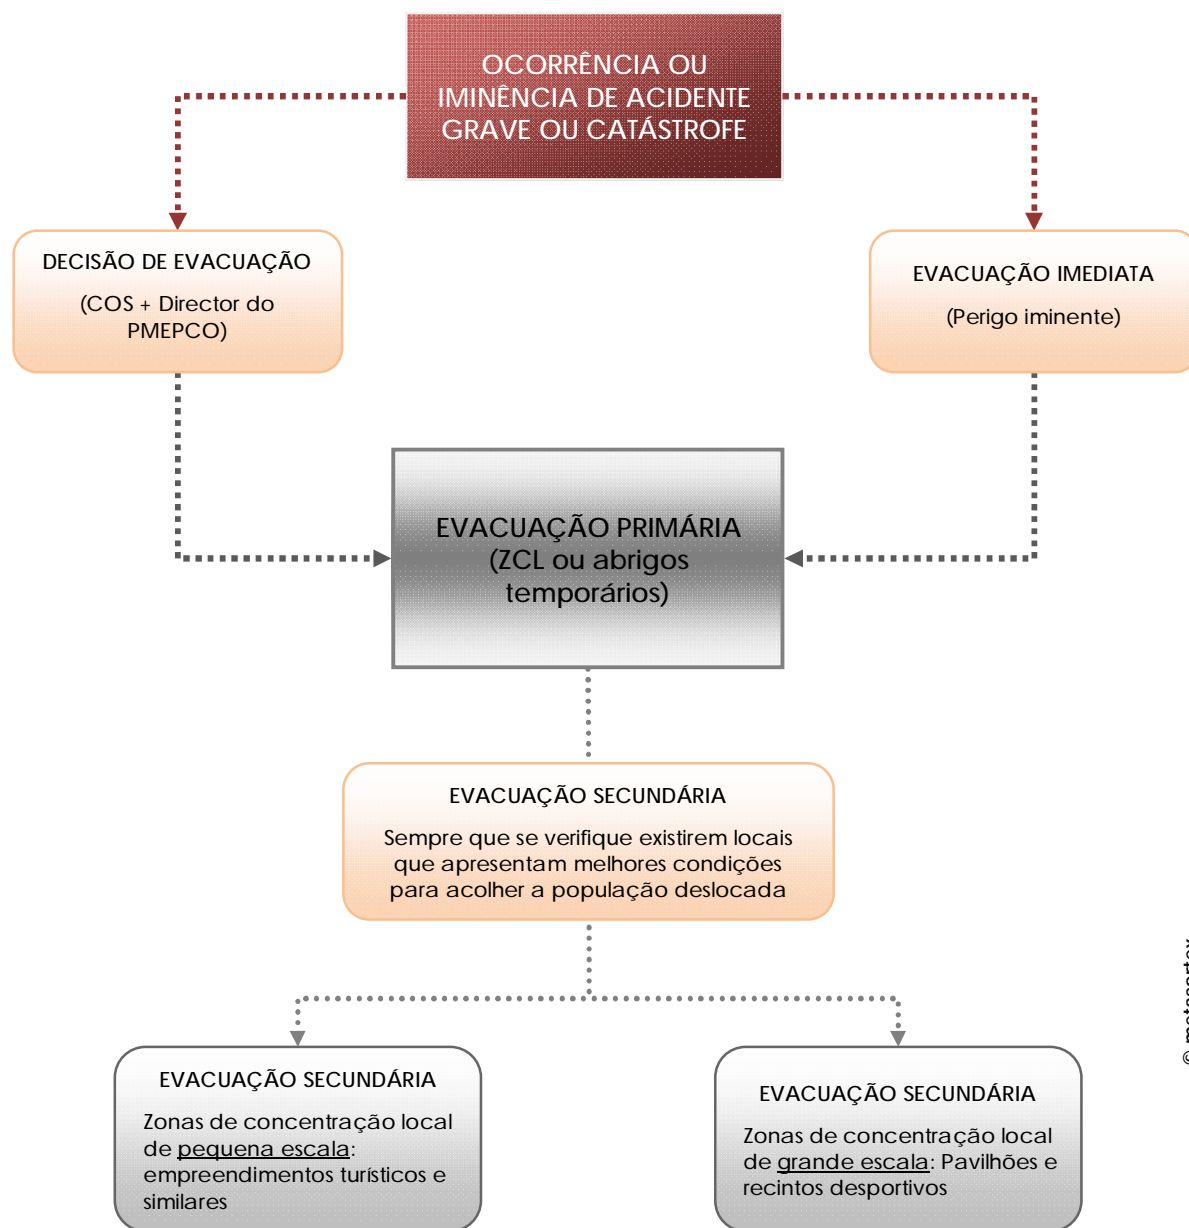 OCORRÊNCIA OU
IMINÊNCIA DE ACIDENTE
GRAVE OU CATÁSTROFE
DECISÃO DE EVACUAÇÃO
(COS + Director do
PMEPCO)
EVACUAÇÃO IMEDIATA
(Perigo iminente)
EVACUAÇÃO PRIMÁRIA
(ZCL ou abrigos
temporários)
EVACUAÇÃO SECUNDÁRIA
Sempre que se verifique existirem locais
que apresentam melhores condições
para acolher a população deslocada
EVACUAÇÃO SECUNDÁRIA
Zonas de concentração local
de pequena escala:
empreendimentos turísticos e
similares
EVACUAÇÃO SECUNDÁRIA
Zonas de concentração local
de grande escala: Pavilhões e
recintos desportivos
© metacortex